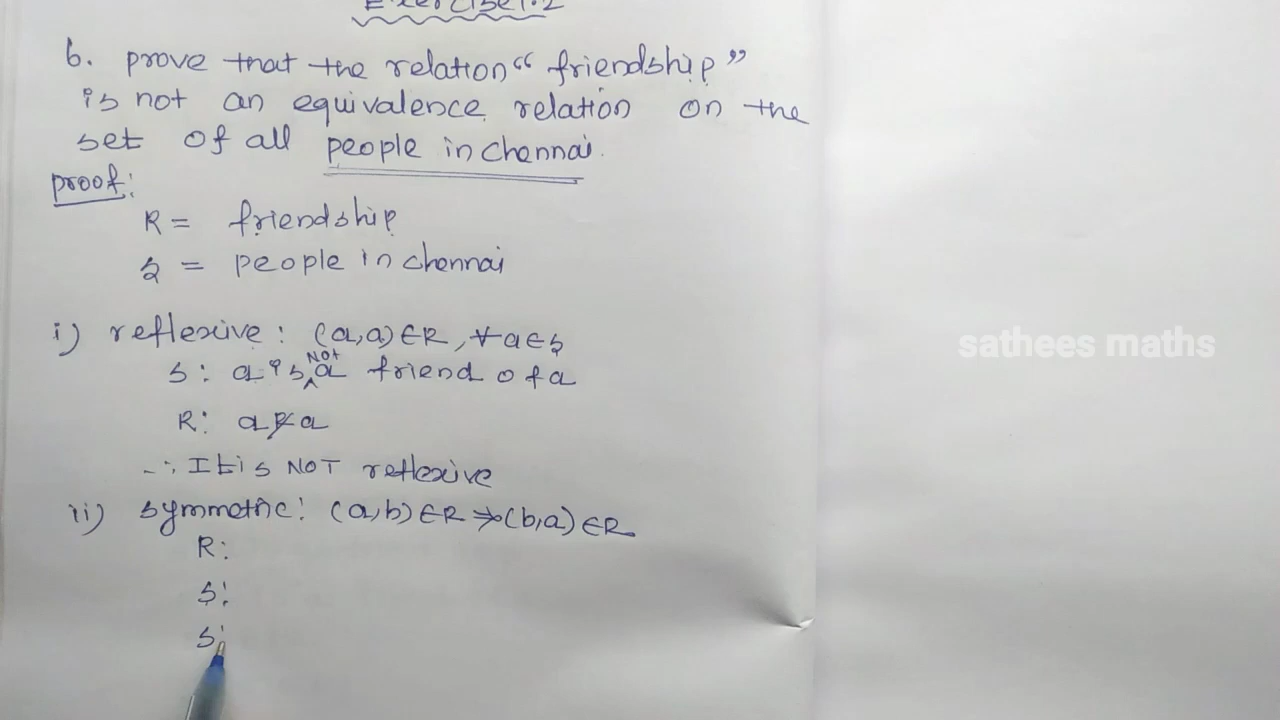 6. prove that the relation "friendship"
is not an equivalence relation on the
set of all people in chennai.
proof:
R = friendship
S = people in chennai
i) reflexive: (a,a)∈R, ∀a∈S
S: a is NOT a friend of a
R: a R̸ a
∴ It is NOT reflexive
ii) symmetric: (a,b)∈R ⇒ (b,a)∈R
R:
S:
S:
sathees maths